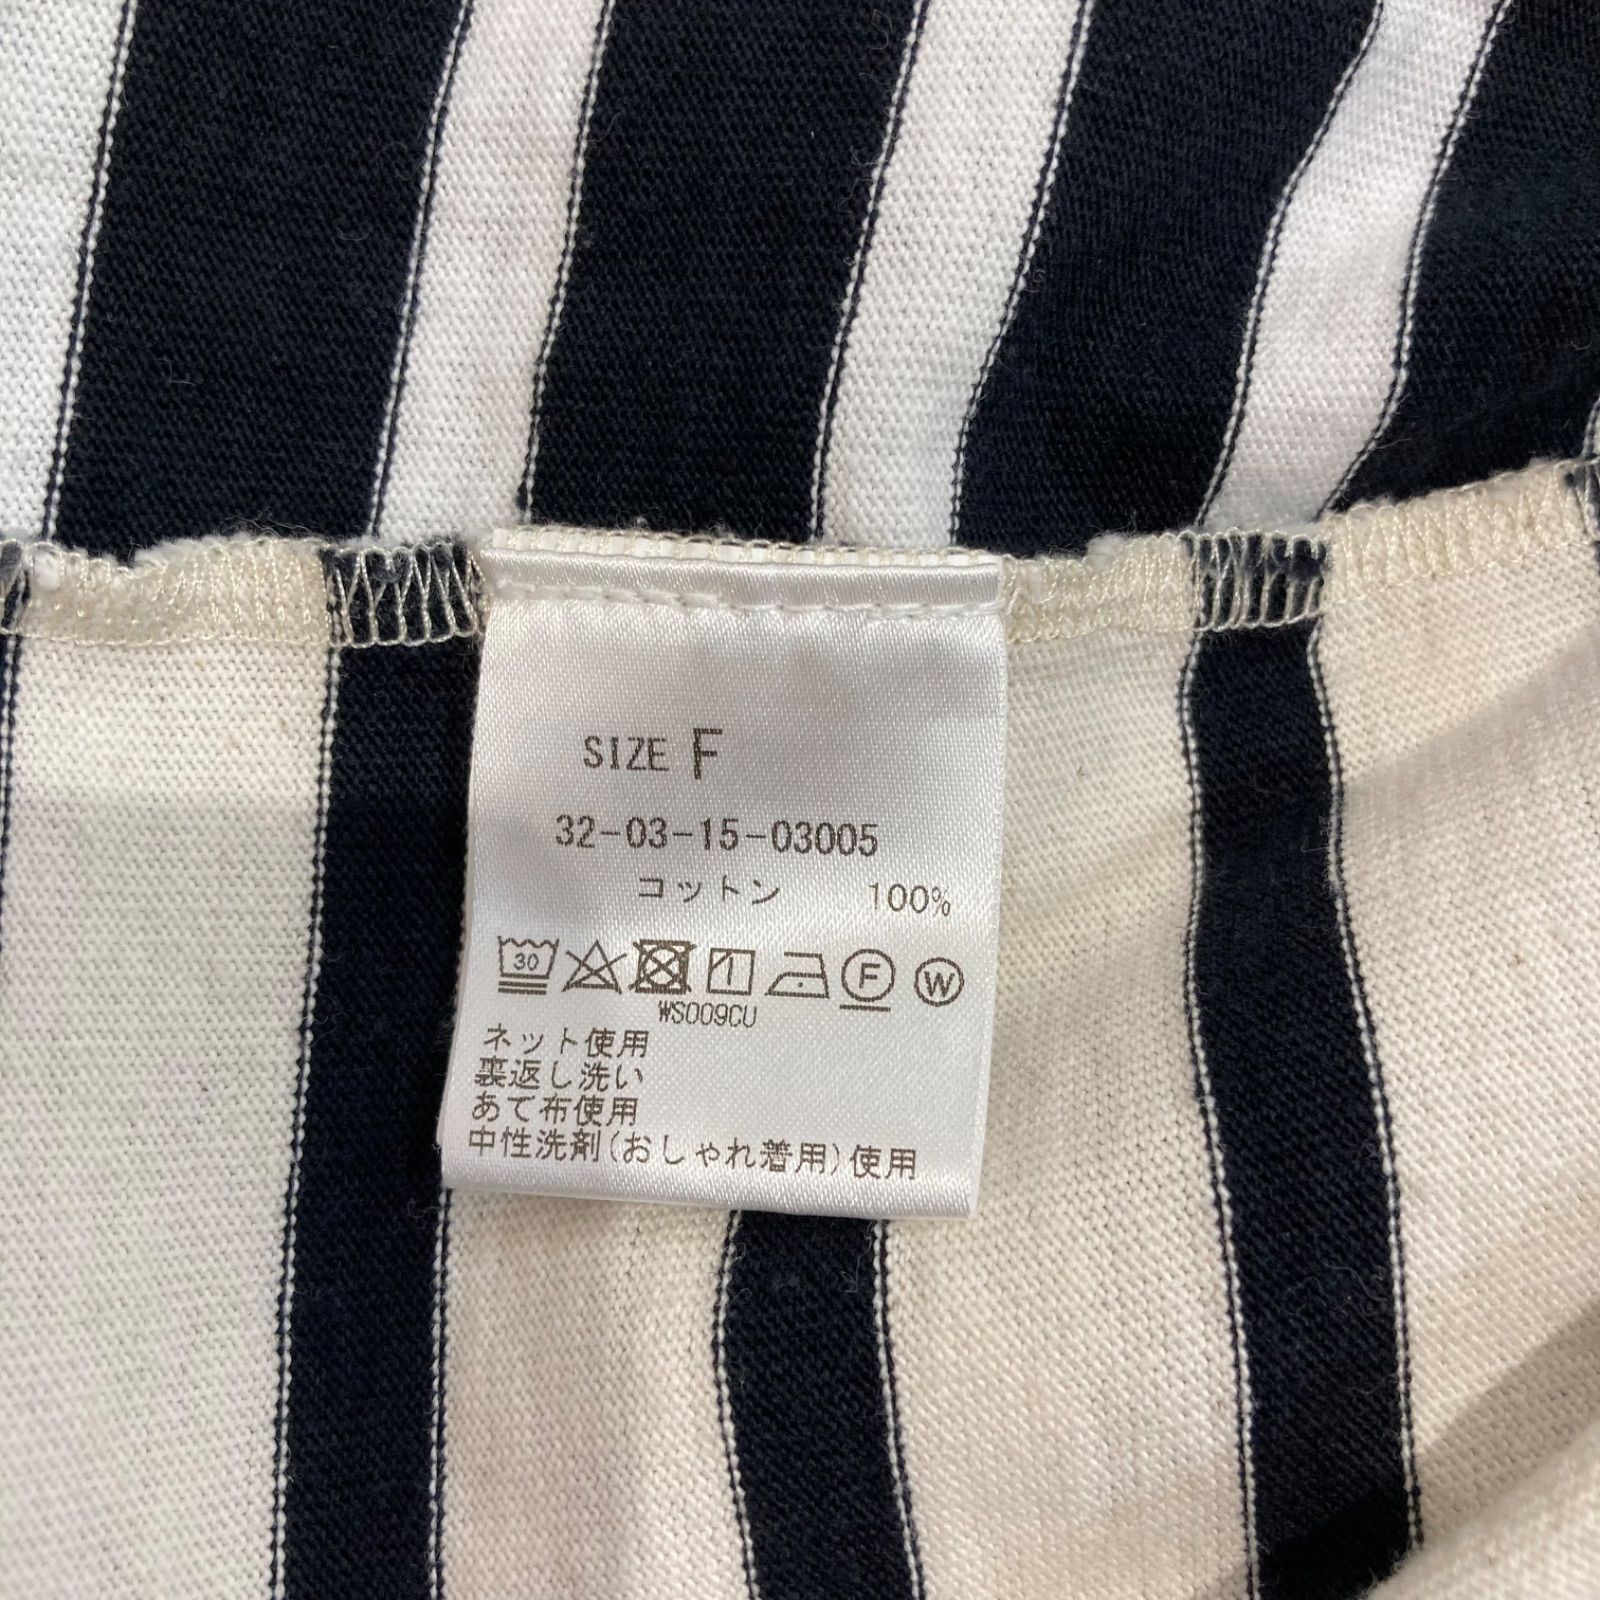 SIZE F
32-03-15-03005
コットン 100%
30 F W
WS009CU
ネット使用
裏返し洗い
あて布使用
中性洗剤(おしゃれ着用)使用